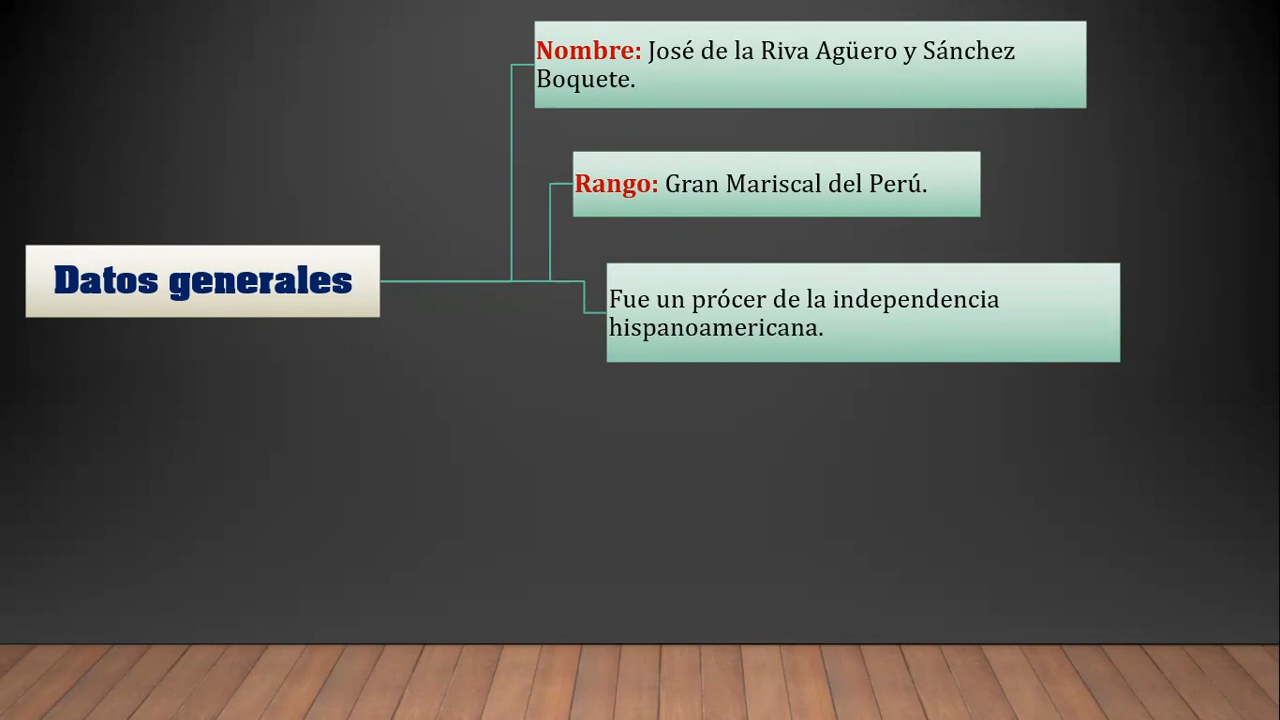 Nombre: José de la Riva Agüero y Sánchez
Boquete.
Rango: Gran Mariscal del Perú.
Datos generales
Fue un prócer de la independencia
hispanoamericana.